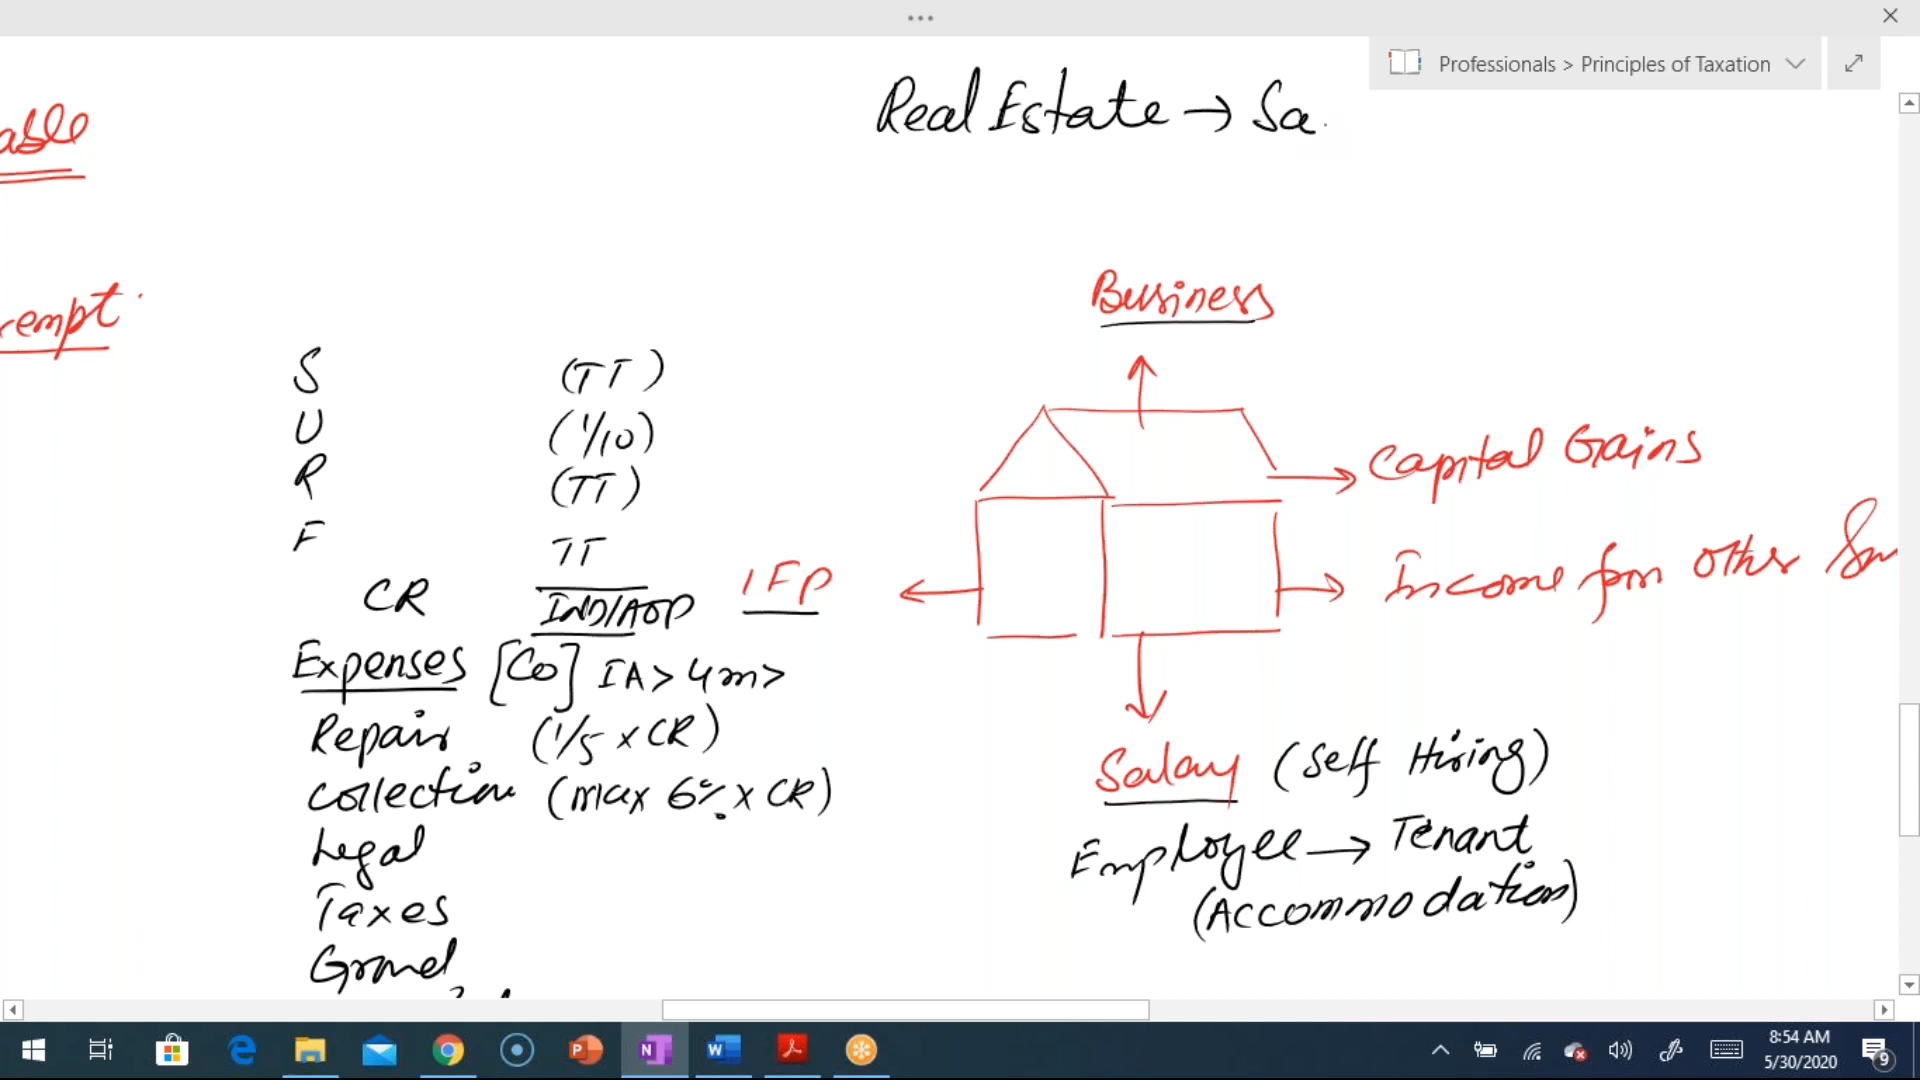 Professionals > Principles of Taxation
Real Estate → Sa
able
empt
Business
S (TT)
U (1/10)
R (TT)
F TT
Capital Gains
CR IND/AOP
IFP
Income from Other
Expenses [Co] IA > 4m >
Repair (1/5 x CR)
Collection (max 6% x CR)
Legal
Taxes
Ground
Salary (Self Hiring)
Employee → Tenant
(Accommodation)
8:54 AM
5/30/2020
9